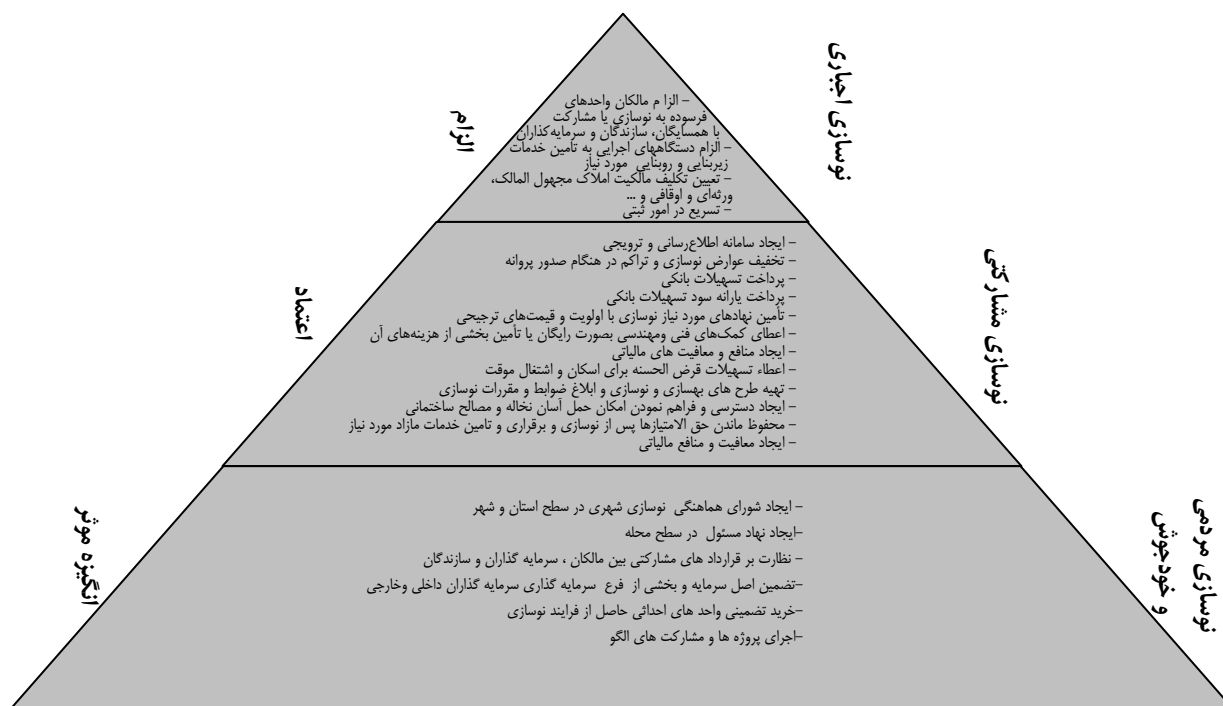 نوسازی اجباری
الزام
– الزا م مالکان واحدهای
فرسوده به نوسازی یا مشارکت
با همسایگان، سازندگان و سرمایه‌گذاران
– الزام دستگاههای اجرایی به تامین خدمات
زیربنایی و روبنایی مورد نیاز
– تعیین تکلیف مالکیت املاک مجهول المالک،
ورثه‌ای و اوقافی و ...
– تسریع در امور ثبتی
نوسازی مشارکتی
اعتماد
– ایجاد سامانه اطلاع‌رسانی و ترویجی
– تخفیف عوارض نوسازی و تراکم در هنگام صدور پروانه
– پرداخت تسهیلات بانکی
– پرداخت یارانه سود تسهیلات بانکی
– تأمین نهادهای مورد نیاز نوسازی با اولویت و قیمت‌های ترجیحی
– اعطای کمک‌های فنی ومهندسی بصورت رایگان یا تأمین بخشی از هزینه‌های آن
– ایجاد منافع و معافیت های مالیاتی
– اعطاء تسهیلات قرض الحسنه برای اسکان و اشتغال موقت
– تهیه طرح های بهسازی و نوسازی و ابلاغ ضوابط و مقررات نوسازی
– ایجاد دسترسی و فراهم نمودن امکان حمل آسان نخاله و مصالح ساختمانی
– محفوظ ماندن حق الامتیازها پس از نوسازی و برقراری و تامین خدمات مازاد مورد نیاز
– ایجاد معافیت و منافع مالیاتی
نوسازی مردمی
و خودجوش
انگیزه موثر
– ایجاد شورای هماهنگی نوسازی شهری در سطح استان و شهر
–ایجاد نهاد مسئول در سطح محله
– نظارت بر قرارداد های مشارکتی بین مالکان ، سرمایه گذاران و سازندگان
–تضمین اصل سرمایه و بخشی از فرع سرمایه گذاری سرمایه گذاران داخلی وخارجی
–خرید تضمینی واحد های احداثی حاصل از فرایند نوسازی
–اجرای پروژه ها و مشارکت های الگو